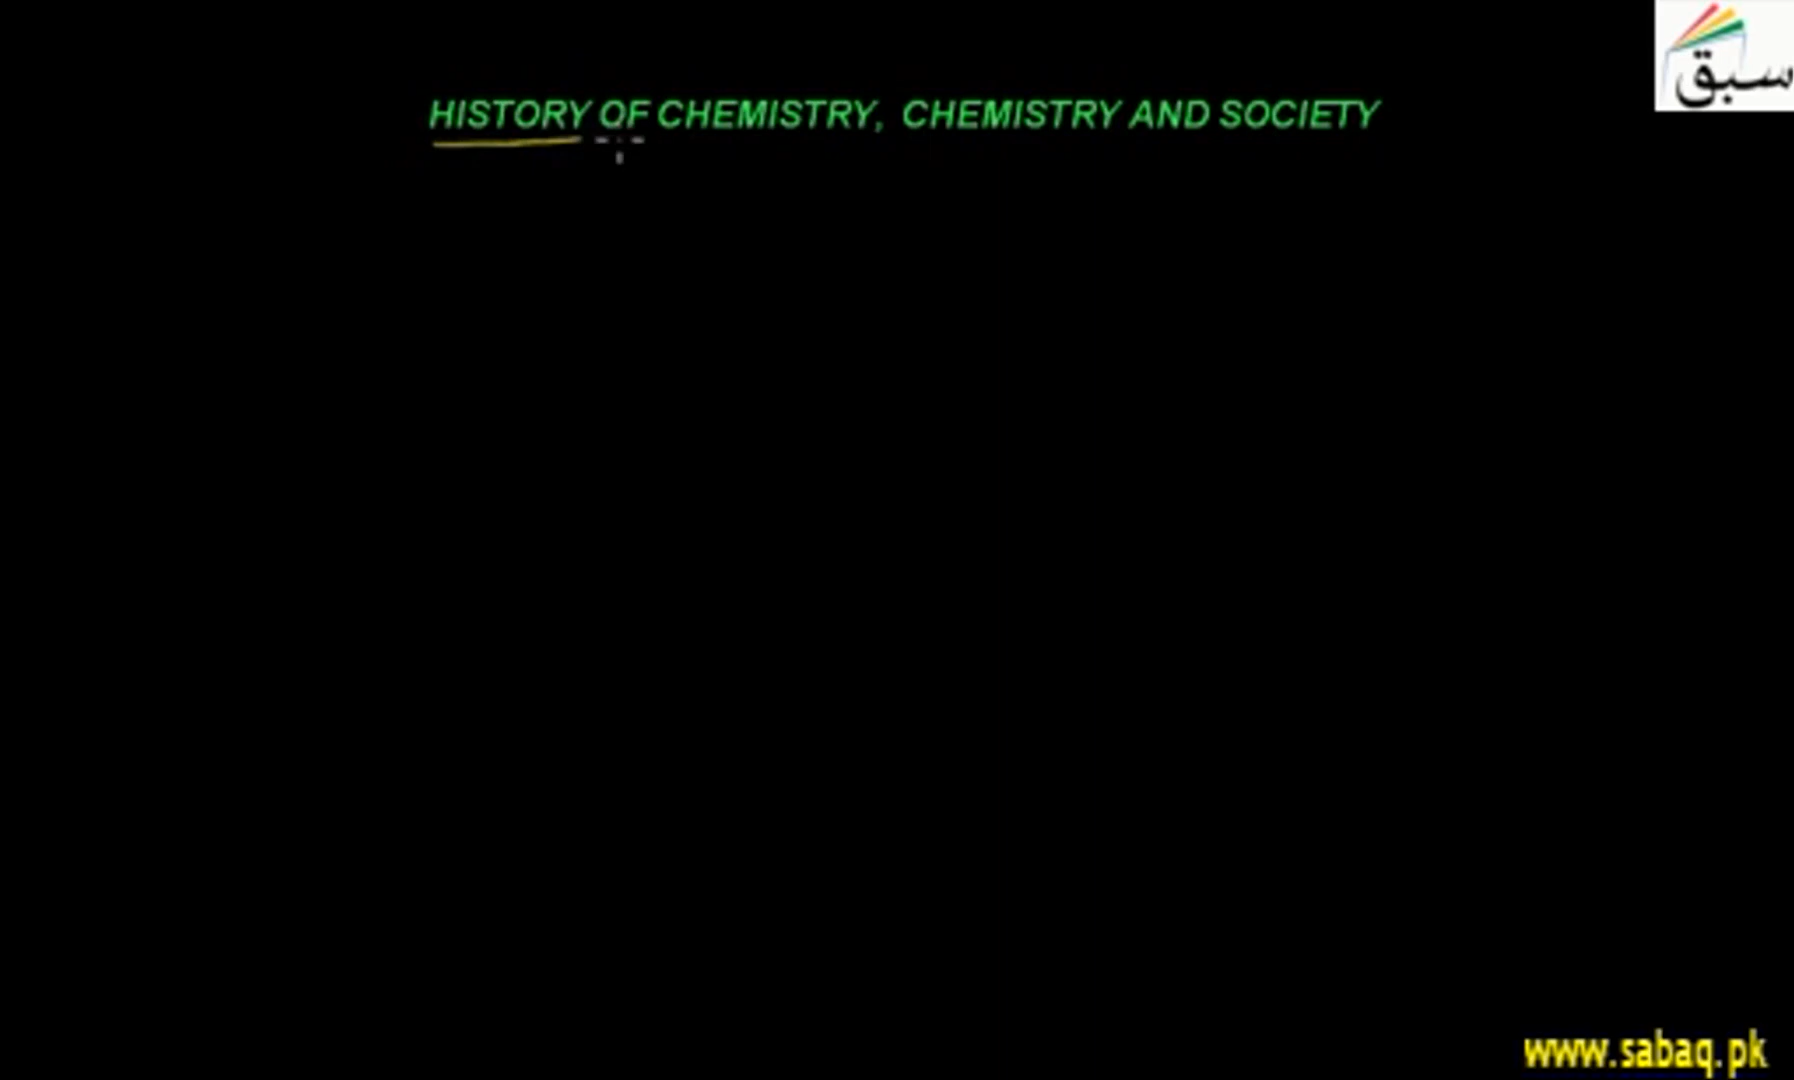 سبق
HISTORY OF CHEMISTRY, CHEMISTRY AND SOCIETY
www.sabaq.pk